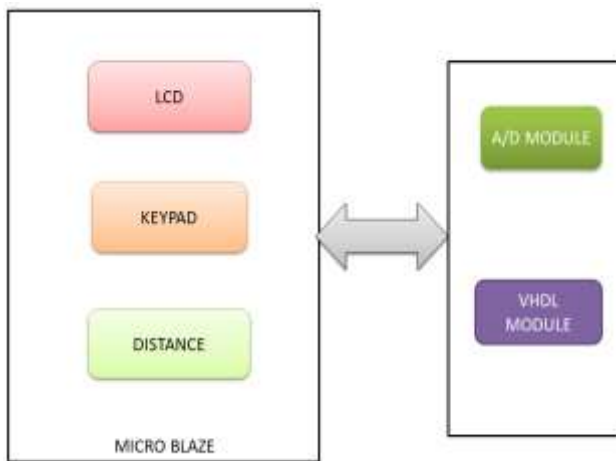 LCD
KEYPAD
DISTANCE
MICRO BLAZE
A/D MODULE
VHDL
MODULE